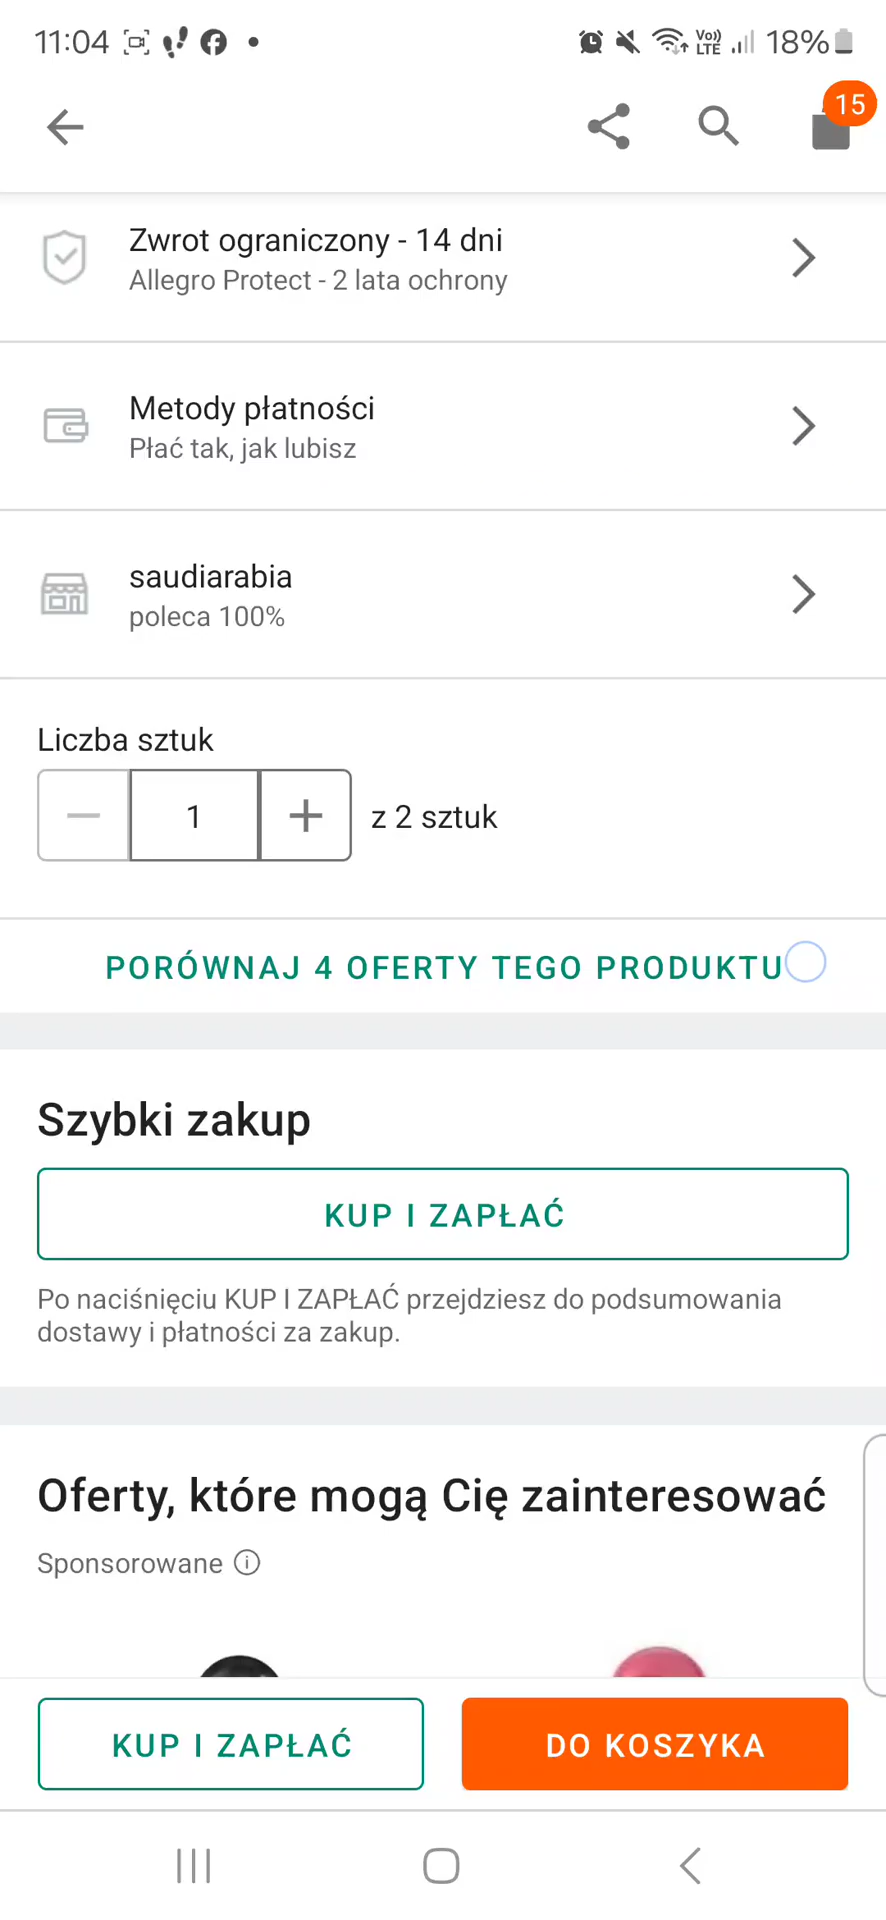 11:04
Vo))
LTE
18%
15
Zwrot ograniczony - 14 dni
Allegro Protect - 2 lata ochrony
Metody płatności
Płać tak, jak lubisz
saudiarabia
poleca 100%
Liczba sztuk
1
z 2 sztuk
PORÓWNAJ 4 OFERTY TEGO PRODUKTU
Szybki zakup
KUP I ZAPŁAĆ
Po naciśnięciu KUP I ZAPŁAĆ przejdziesz do podsumowania
dostawy i płatności za zakup.
Oferty, które mogą Cię zainteresować
Sponsorowane
KUP I ZAPŁAĆ
DO KOSZYKA